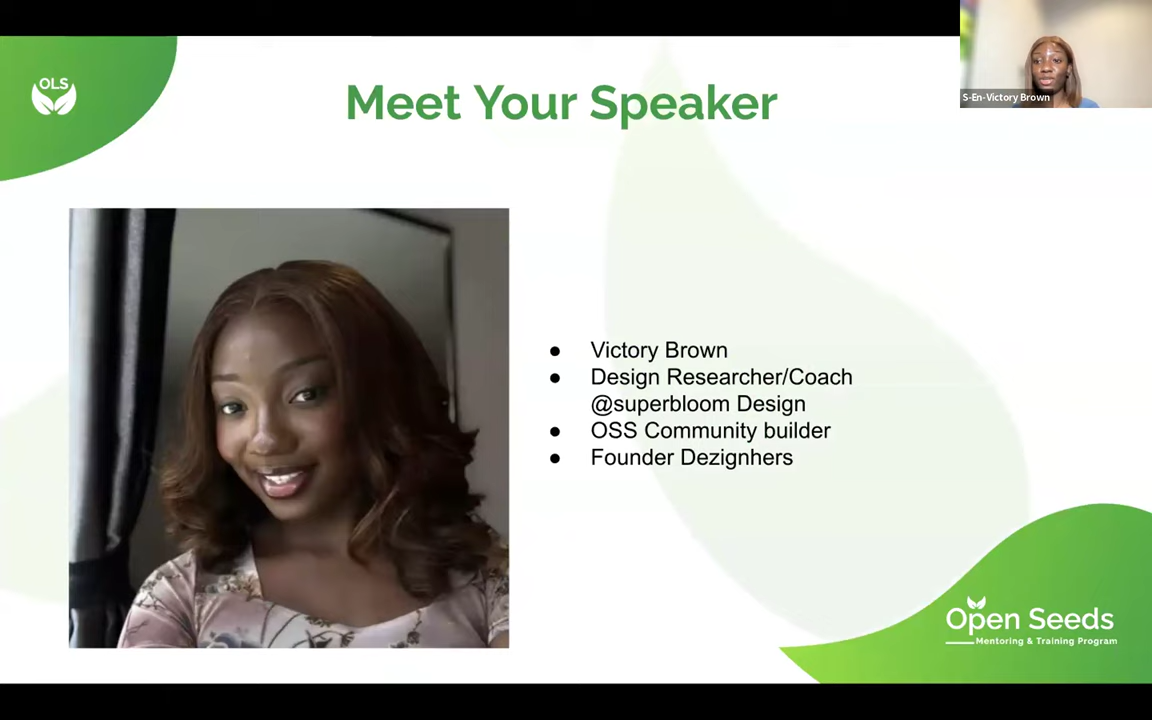 OLS
Meet Your Speaker
S-En-Victory Brown
● Victory Brown
● Design Researcher/Coach
@superbloom Design
● OSS Community builder
● Founder Dezignhers
Open Seeds
Mentoring & Training Program